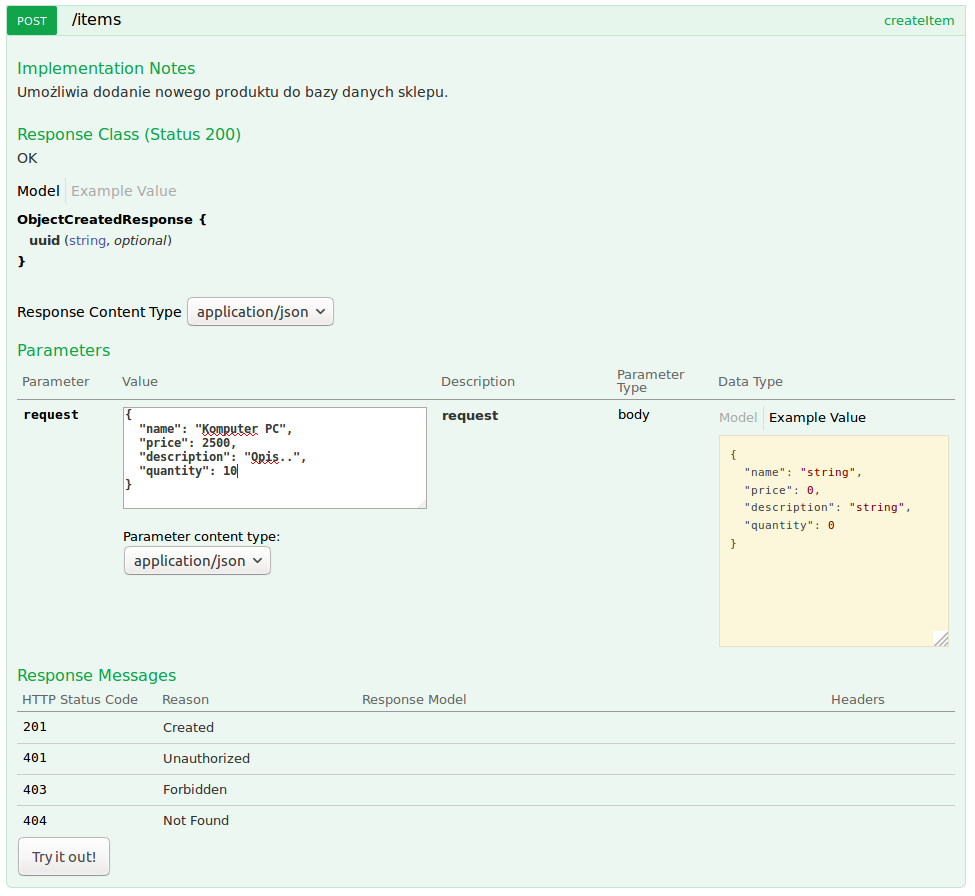 POST /items createItem
Implementation Notes
Umożliwia dodanie nowego produktu do bazy danych sklepu.
Response Class (Status 200)
OK
Model Example Value
ObjectCreatedResponse {
uuid (string, optional)
}
Response Content Type application/json
Parameters
Parameter Value Description Parameter Type Data Type
request
{
"name": "Komputer PC",
"price": 2500,
"description": "Opis..",
"quantity": 10
}
Parameter content type:
application/json
request
body
Model Example Value
{
"name": "string",
"price": 0,
"description": "string",
"quantity": 0
}
Response Messages
HTTP Status Code Reason Response Model Headers
201 Created
401 Unauthorized
403 Forbidden
404 Not Found
Try it out!